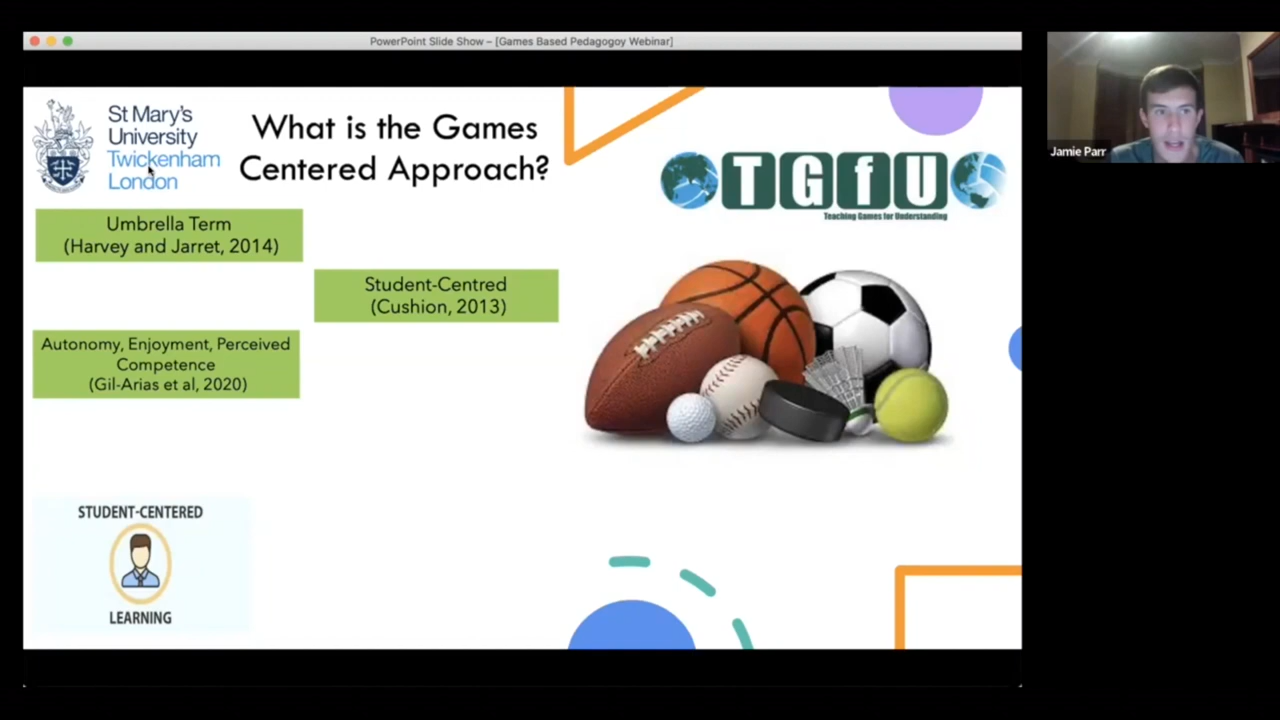 PowerPoint Slide Show – [Games Based Pedagogoy Webinar]
St Mary's
University
Twickenham
London
What is the Games
Centered Approach?
TGfU
Teaching Games for Understanding
Umbrella Term
(Harvey and Jarret, 2014)
Student-Centred
(Cushion, 2013)
Autonomy, Enjoyment, Perceived
Competence
(Gil-Arias et al, 2020)
STUDENT-CENTERED
LEARNING
Jamie Parr